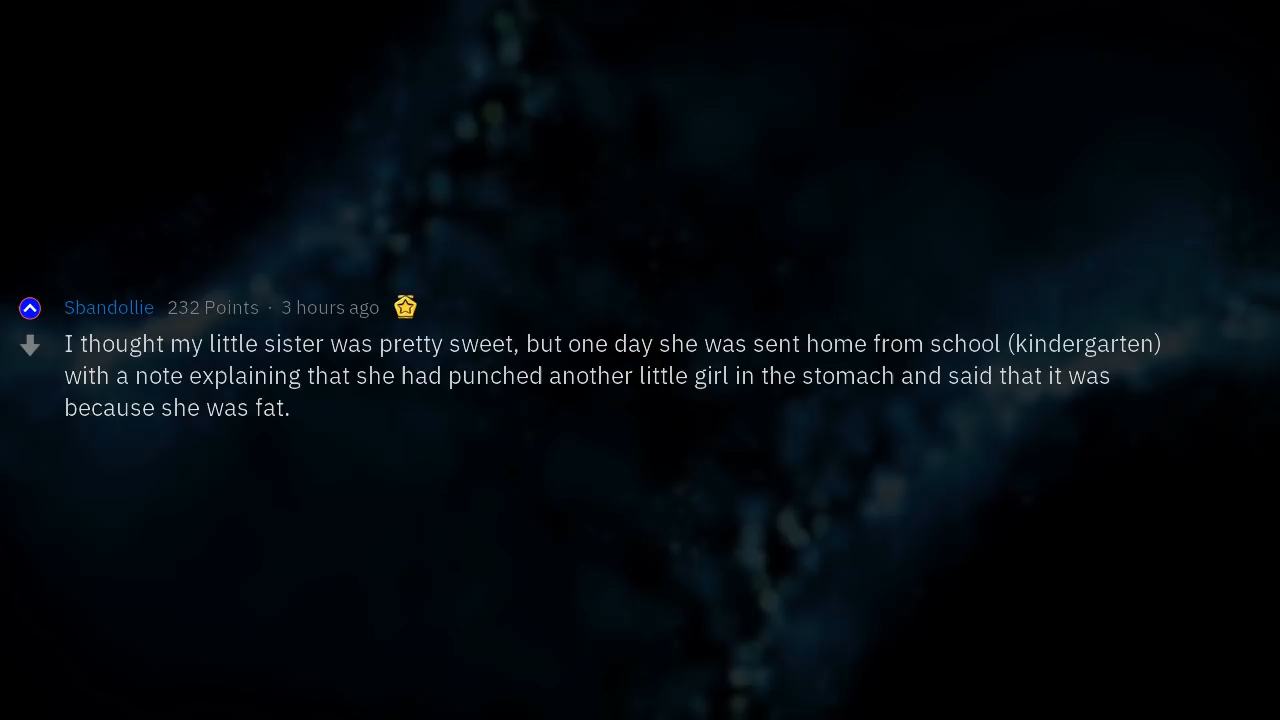 Sbandollie 232 Points · 3 hours ago
I thought my little sister was pretty sweet, but one day she was sent home from school (kindergarten)
with a note explaining that she had punched another little girl in the stomach and said that it was
because she was fat.